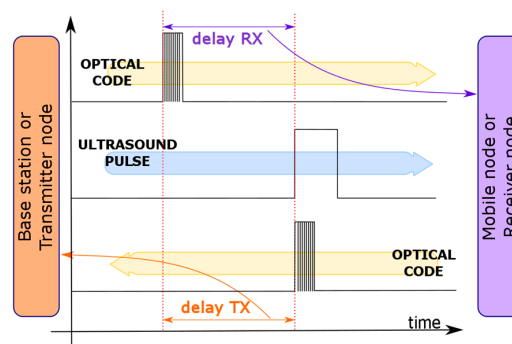 Base station or
Transmitter node
delay RX
OPTICAL
CODE
ULTRASOUND
PULSE
OPTICAL
CODE
delay TX
time
Mobile node or
Receiver node